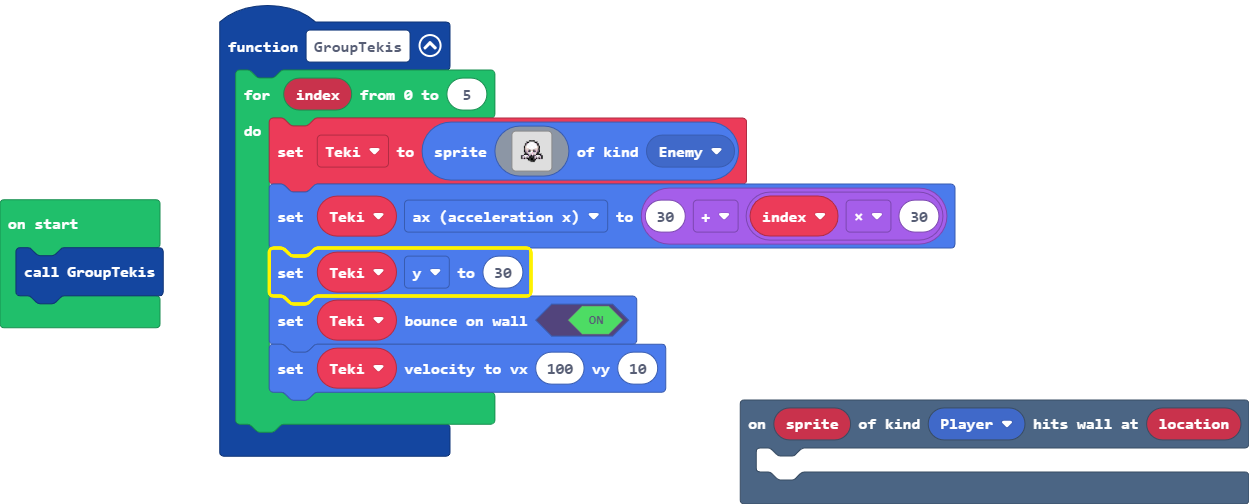 function GroupTekis
for index from 0 to 5
do
set Teki to sprite of kind Enemy
set Teki ax (acceleration x) to 30 + index × 30
set Teki y to 30
set Teki bounce on wall ON
set Teki velocity to vx 100 vy 10
on start
call GroupTekis
on sprite of kind Player hits wall at location